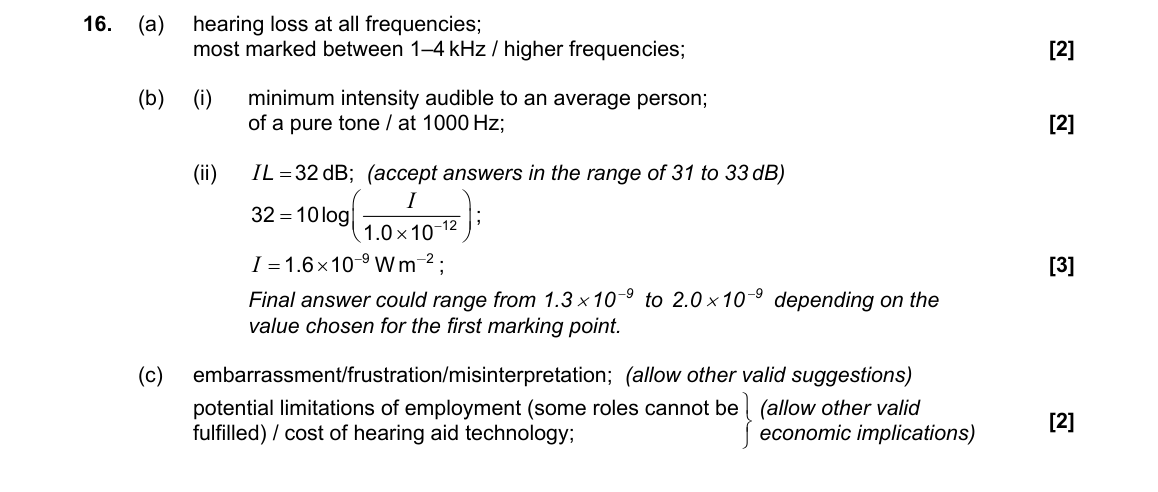 16. (a) hearing loss at all frequencies;
most marked between 1–4 kHz / higher frequencies; [2]
(b) (i) minimum intensity audible to an average person;
of a pure tone / at 1000 Hz; [2]
(ii) IL = 32 dB; (accept answers in the range of 31 to 33 dB)
32 = 10 log(I / 1.0 × 10⁻¹²);
I = 1.6 × 10⁻⁹ W m⁻²; [3]
Final answer could range from 1.3 × 10⁻⁹ to 2.0 × 10⁻⁹ depending on the
value chosen for the first marking point.
(c) embarrassment/frustration/misinterpretation; (allow other valid suggestions)
potential limitations of employment (some roles cannot be } (allow other valid
fulfilled) / cost of hearing aid technology; economic implications) [2]